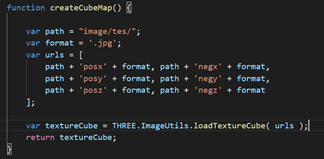 function createCubeMap() {
var path = "image/tes/";
var format = '.jpg';
var urls = [
path + 'posx' + format, path + 'negx' + format,
path + 'posy' + format, path + 'negy' + format,
path + 'posz' + format, path + 'negz' + format
];
var textureCube = THREE.ImageUtils.loadTextureCube( urls );
return textureCube;
}